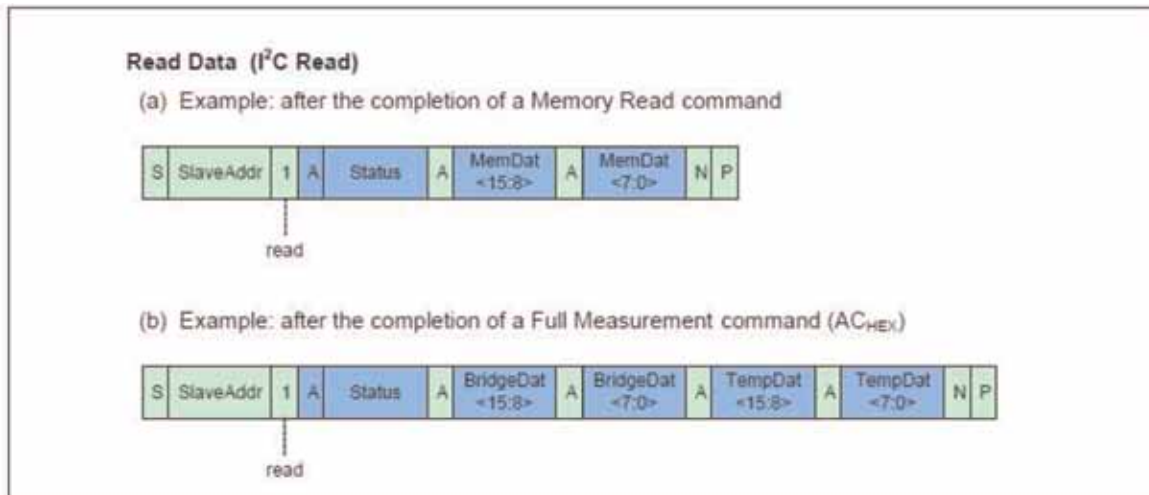 Read Data (I²C Read)
(a) Example: after the completion of a Memory Read command
S SlaveAddr 1 A Status A MemDat <15:8> A MemDat <7:0> N P
read
(b) Example: after the completion of a Full Measurement command (AC_HEX)
S SlaveAddr 1 A Status A BridgeDat <15:8> A BridgeDat <7:0> A TempDat <15:8> A TempDat <7:0> N P
read